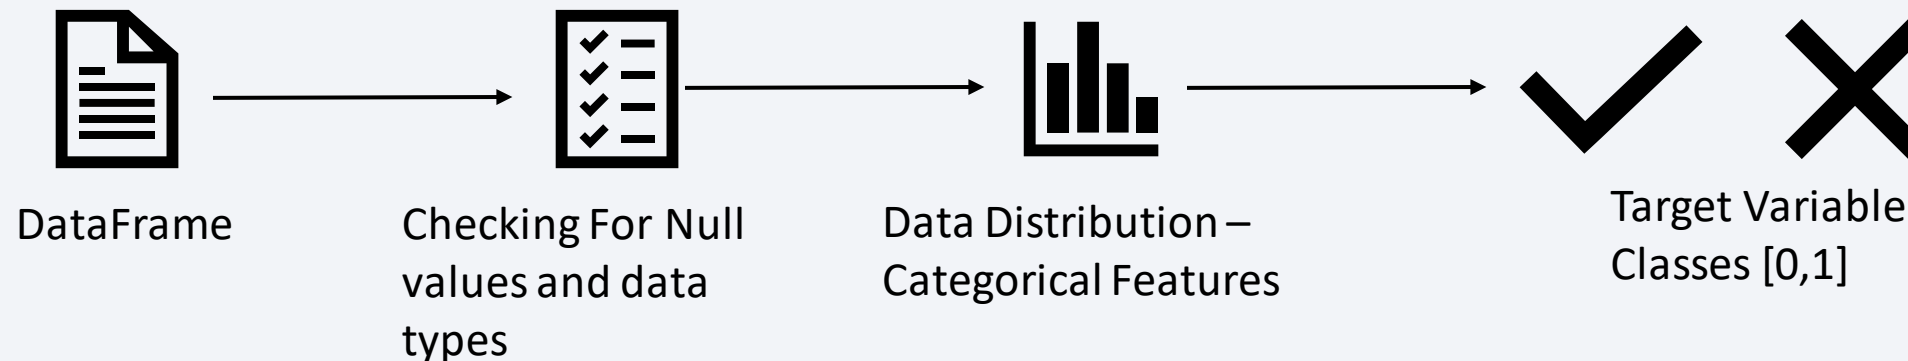 DataFrame
Checking For Null
values and data
types
Data Distribution –
Categorical Features
Target Variable
Classes [0,1]